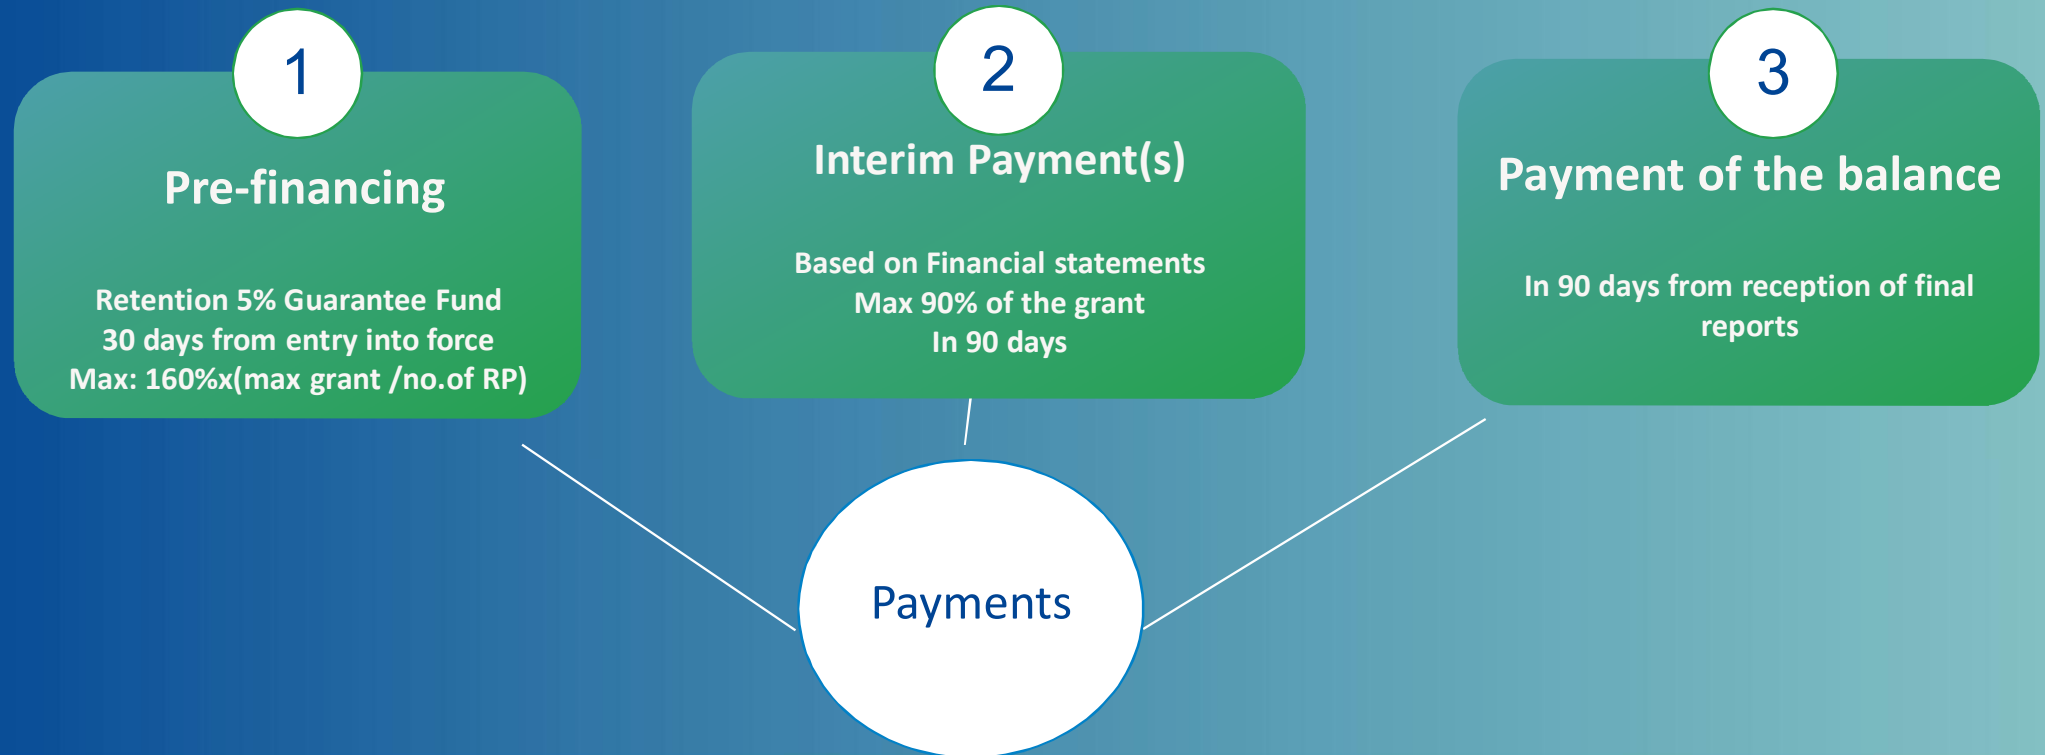 1
Pre-financing
Retention 5% Guarantee Fund
30 days from entry into force
Max: 160%x(max grant /no.of RP)
2
Interim Payment(s)
Based on Financial statements
Max 90% of the grant
In 90 days
3
Payment of the balance
In 90 days from reception of final
reports
Payments